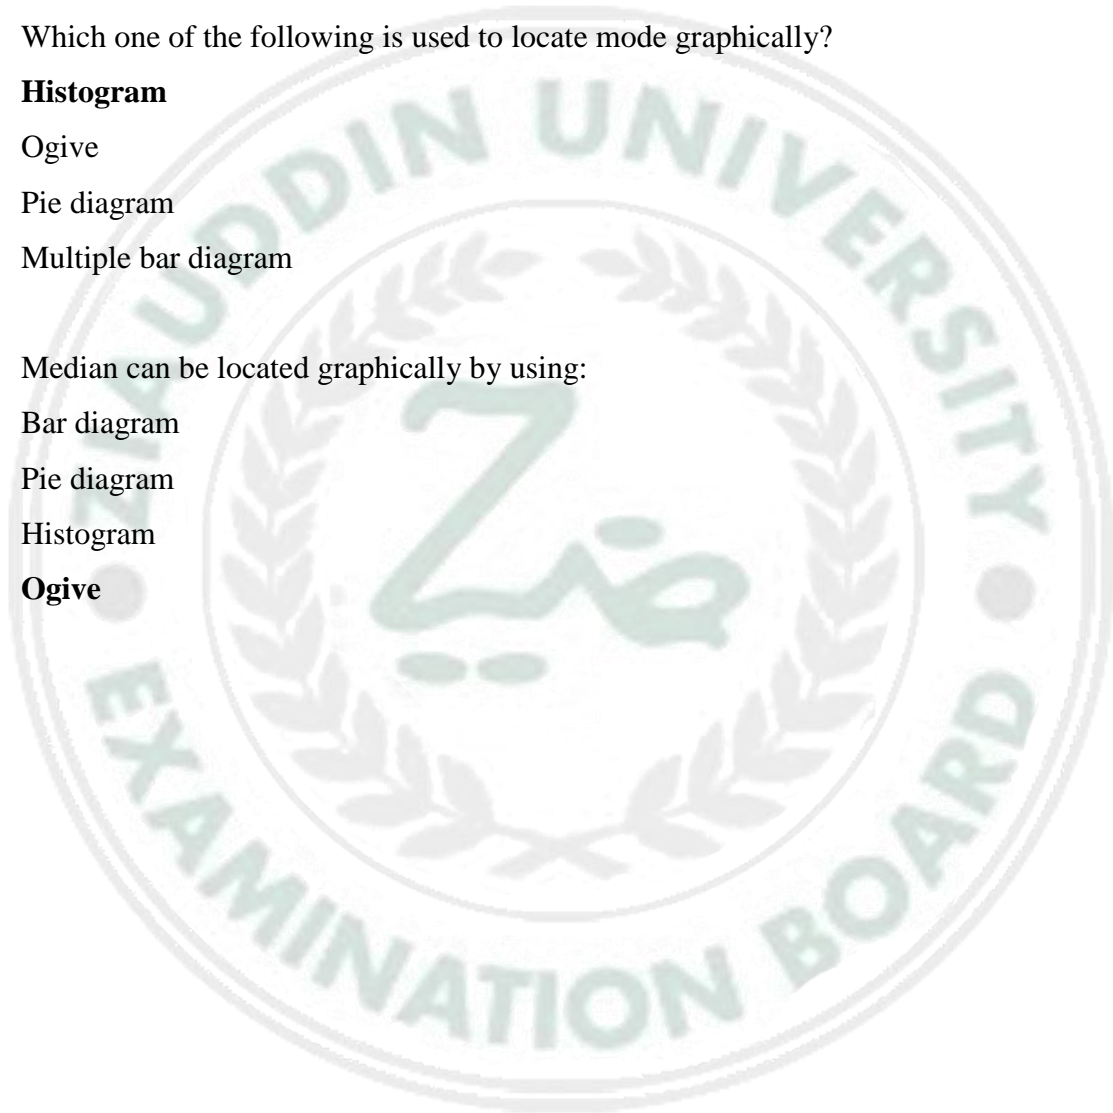 Which one of the following is used to locate mode graphically?
Histogram
Ogive
Pie diagram
Multiple bar diagram
Median can be located graphically by using:
Bar diagram
Pie diagram
Histogram
Ogive
ZIAUDDIN UNIVERSITY
EXAMINATION BOARD